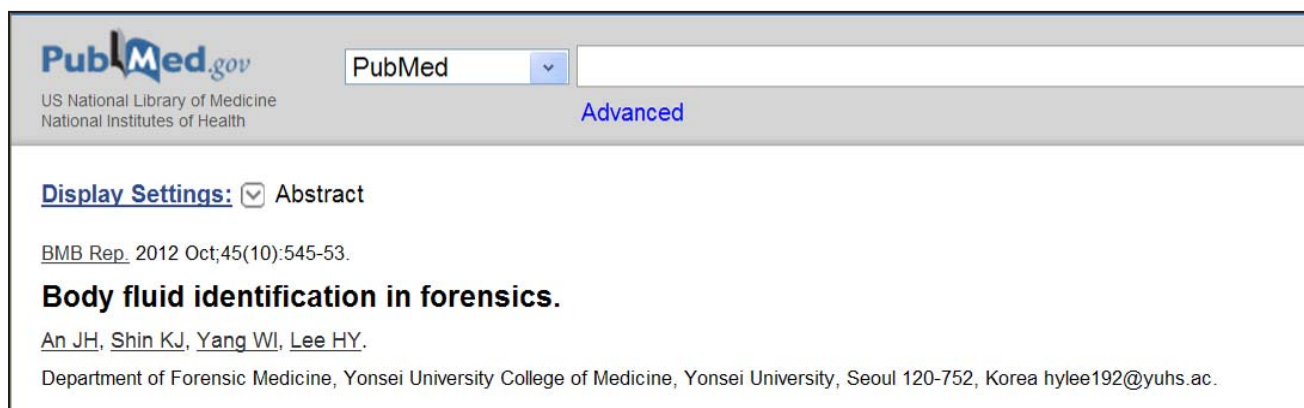 PubMed.gov
US National Library of Medicine
National Institutes of Health
PubMed
Advanced
Display Settings: Abstract
BMB Rep. 2012 Oct;45(10):545-53.
Body fluid identification in forensics.
An JH, Shin KJ, Yang WI, Lee HY.
Department of Forensic Medicine, Yonsei University College of Medicine, Yonsei University, Seoul 120-752, Korea hylee192@yuhs.ac.